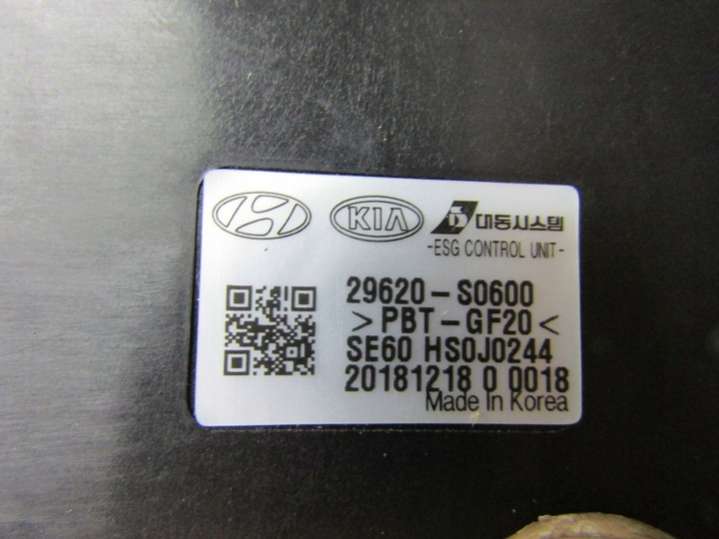 KIA 대동시스템
-ESG CONTROL UNIT-
29620-S0600
>PBT-GF20<
SE60 HS0J0244
20181218 0 0018
Made In Korea